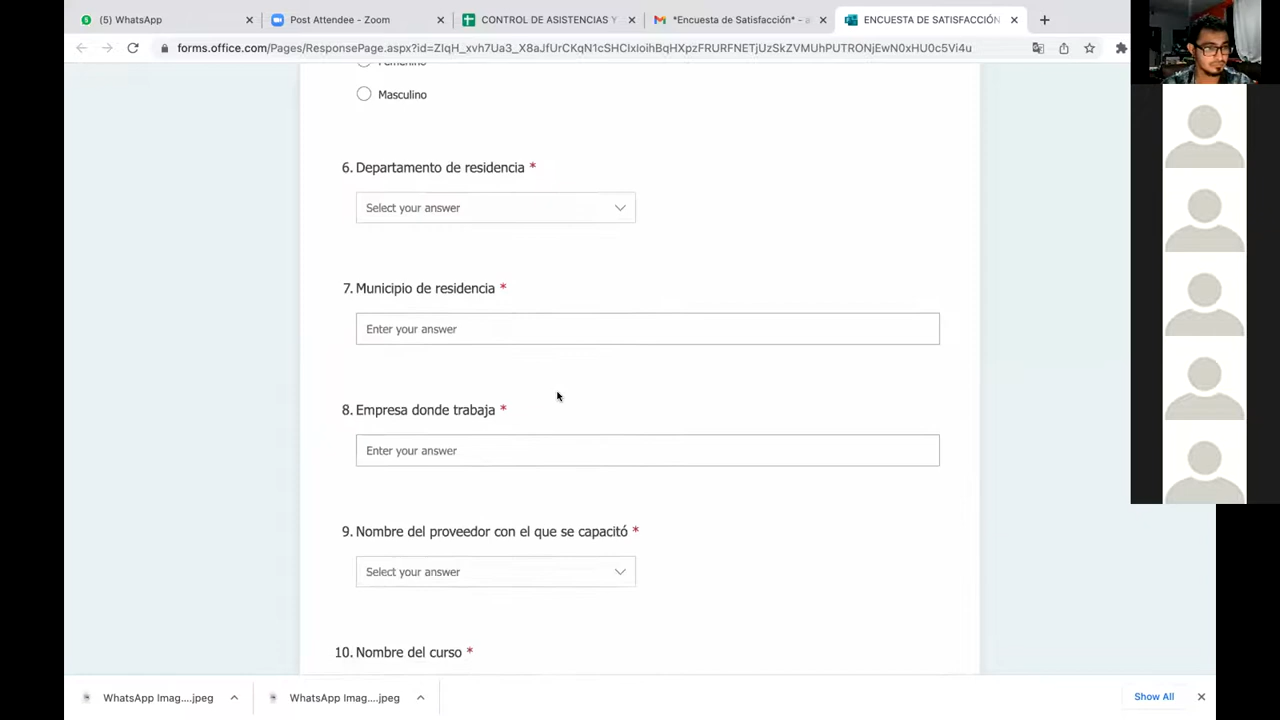 (5) WhatsApp
Post Attendee - Zoom
CONTROL DE ASISTENCIAS Y
*Encuesta de Satisfacción* - a
ENCUESTA DE SATISFACCIÓN
forms.office.com/Pages/ResponsePage.aspx?id=ZIqH_xvh7Ua3_X8aJfUrCKqN1cSHCIxIoihBqHXpzFRURFNETjUzSkZVMUhPUTRONjEwN0xHU0c5Vi4u
Femenino
Masculino
6. Departamento de residencia *
Select your answer
7. Municipio de residencia *
Enter your answer
8. Empresa donde trabaja *
Enter your answer
9. Nombre del proveedor con el que se capacitó *
Select your answer
10. Nombre del curso *
WhatsApp Imag....jpeg
WhatsApp Imag....jpeg
Show All